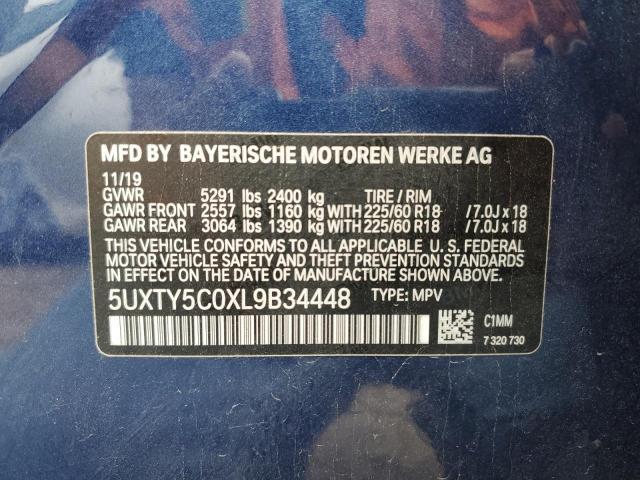 MFD BY BAYERISCHE MOTOREN WERKE AG
11/19
GVWR 5291 lbs 2400 kg TIRE / RIM
GAWR FRONT 2557 lbs 1160 kg WITH 225/60 R18 / 7.0J x 18
GAWR REAR 3064 lbs 1390 kg WITH 225/60 R18 / 7.0J x 18
THIS VEHICLE CONFORMS TO ALL APPLICABLE U. S. FEDERAL
MOTOR VEHICLE SAFETY AND THEFT PREVENTION STANDARDS
IN EFFECT ON THE DATE OF MANUFACTURE SHOWN ABOVE.
5UXTY5C0XL9B34448 TYPE: MPV
C1MM
7 320 730